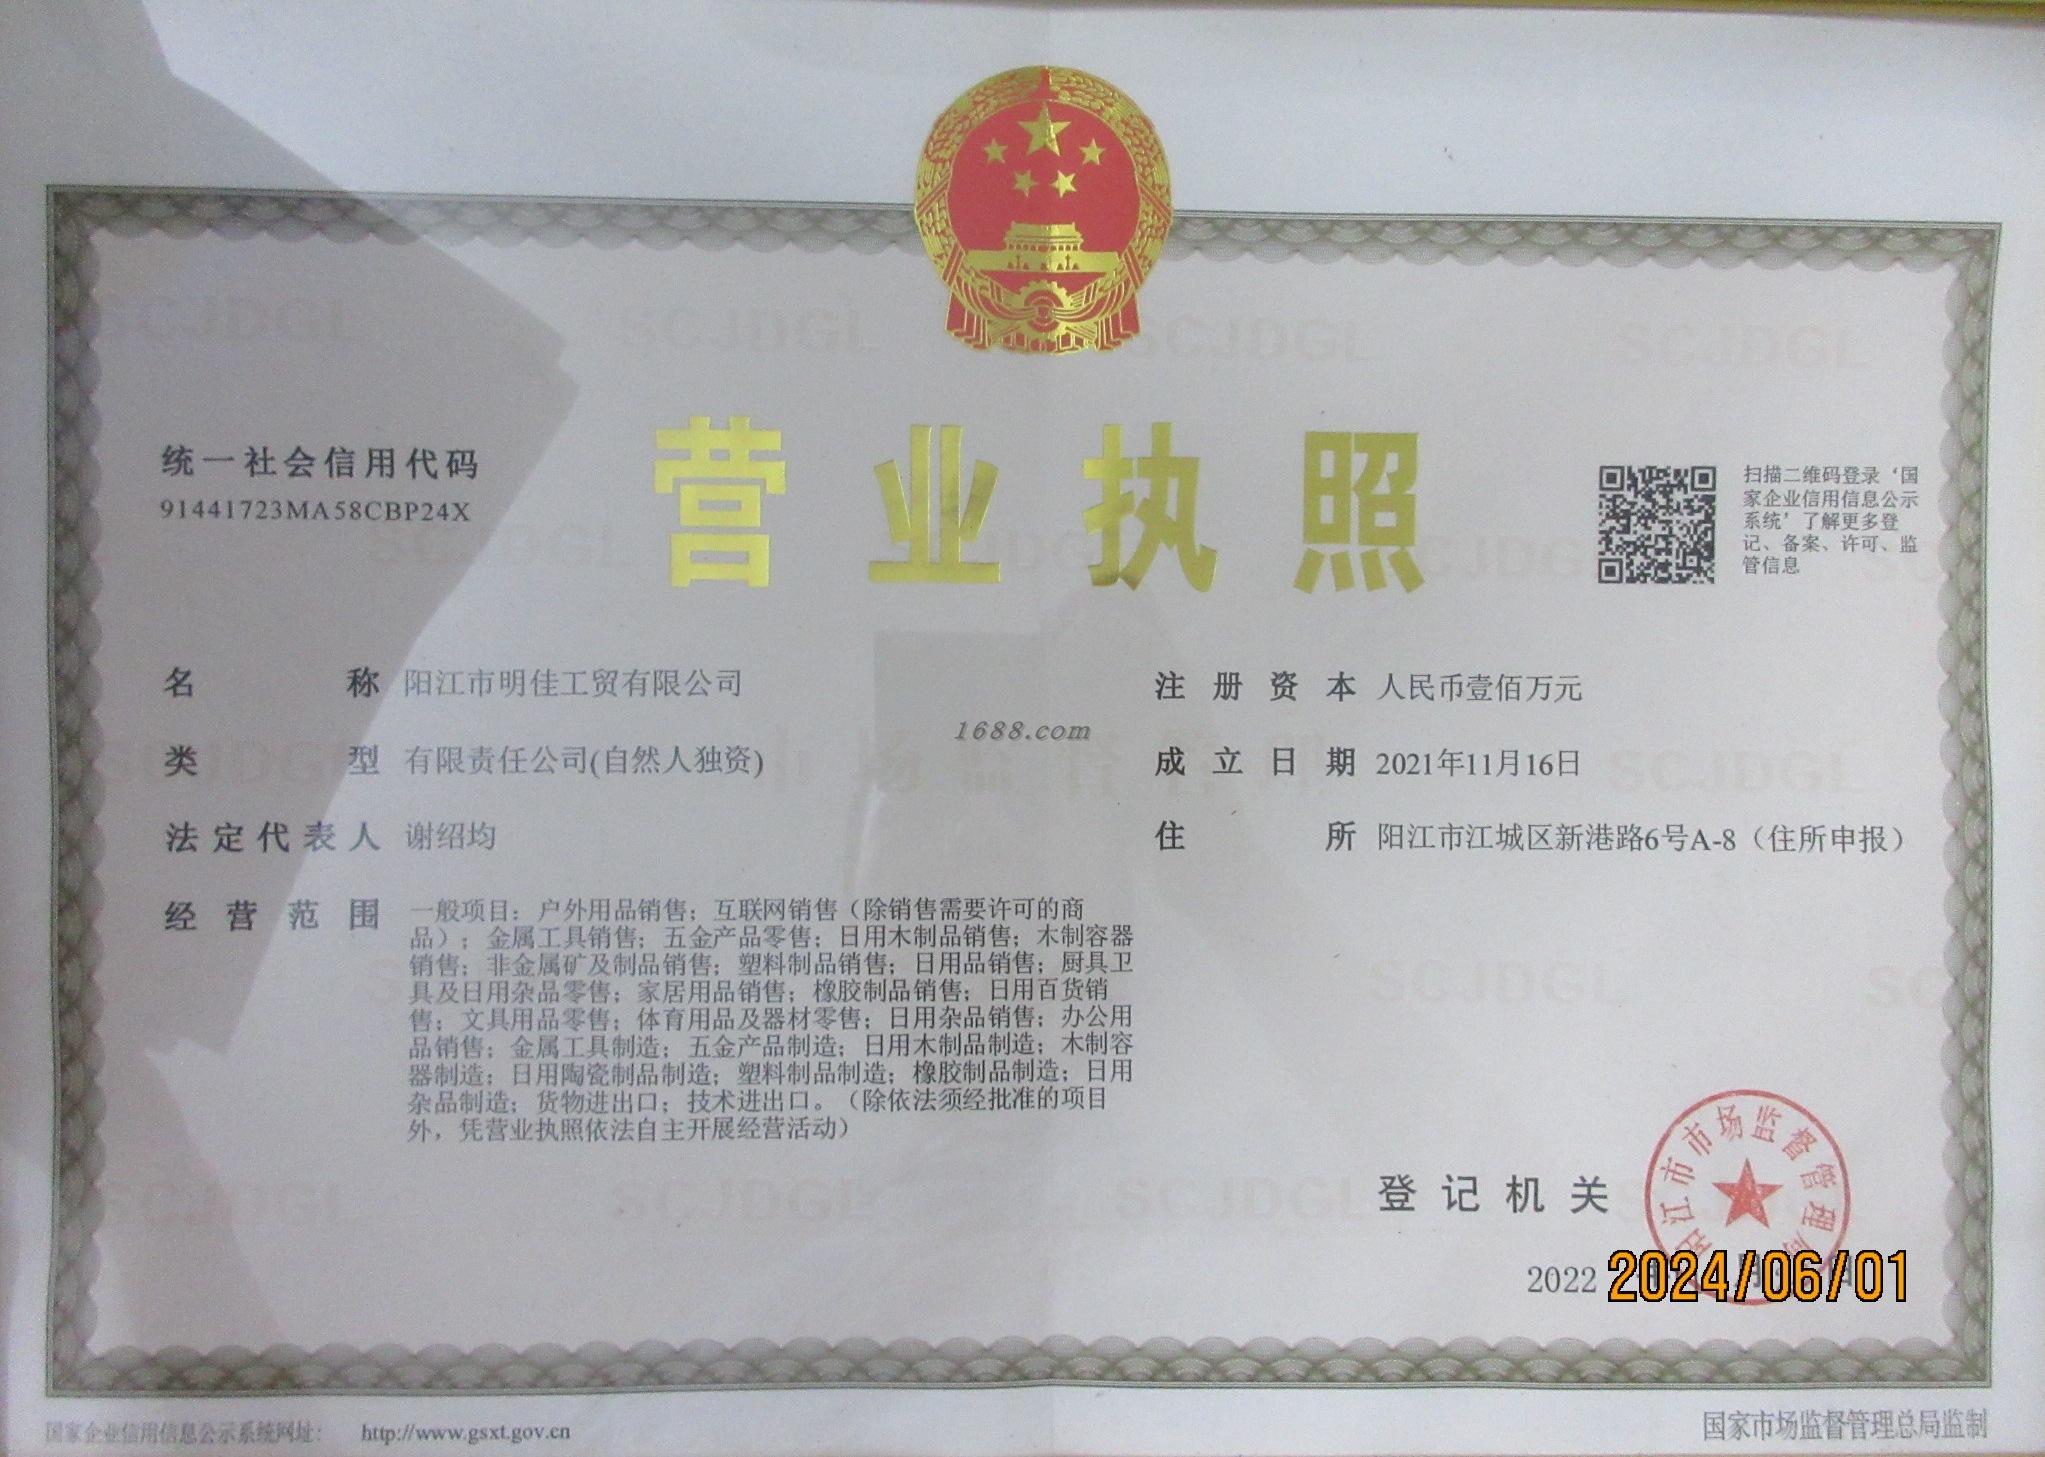 营业执照
统一社会信用代码
91441723MA58CBP24X
扫描二维码登录‘国
家企业信用信息公示
系统’了解更多登
记、备案、许可、监
管信息
名称 阳江市明佳工贸有限公司
类型 有限责任公司(自然人独资)
法定代表人 谢绍均
经营范围 一般项目：户外用品销售；互联网销售（除销售需要许可的商
品）；金属工具销售；五金产品零售；日用木制品销售；木制容器
销售；非金属矿及制品销售；塑料制品销售；日用品销售；厨具卫
具及日用杂品零售；家居用品销售；橡胶制品销售；日用百货销
售；文具用品零售；体育用品及器材零售；日用杂品销售；办公用
品销售；金属工具制造；五金产品制造；日用木制品制造；木制容
器制造；日用陶瓷制品制造；塑料制品制造；橡胶制品制造；日用
杂品制造；货物进出口；技术进出口。（除依法须经批准的项目
外，凭营业执照依法自主开展经营活动）
注册资本 人民币壹佰万元
成立日期 2021年11月16日
住所 阳江市江城区新港路6号A-8（住所申报）
1688.com
登记机关
阳江市市场监督管理局
2022
2024/06/01
国家企业信用信息公示系统网址：http://www.gsxt.gov.cn
国家市场监督管理总局监制